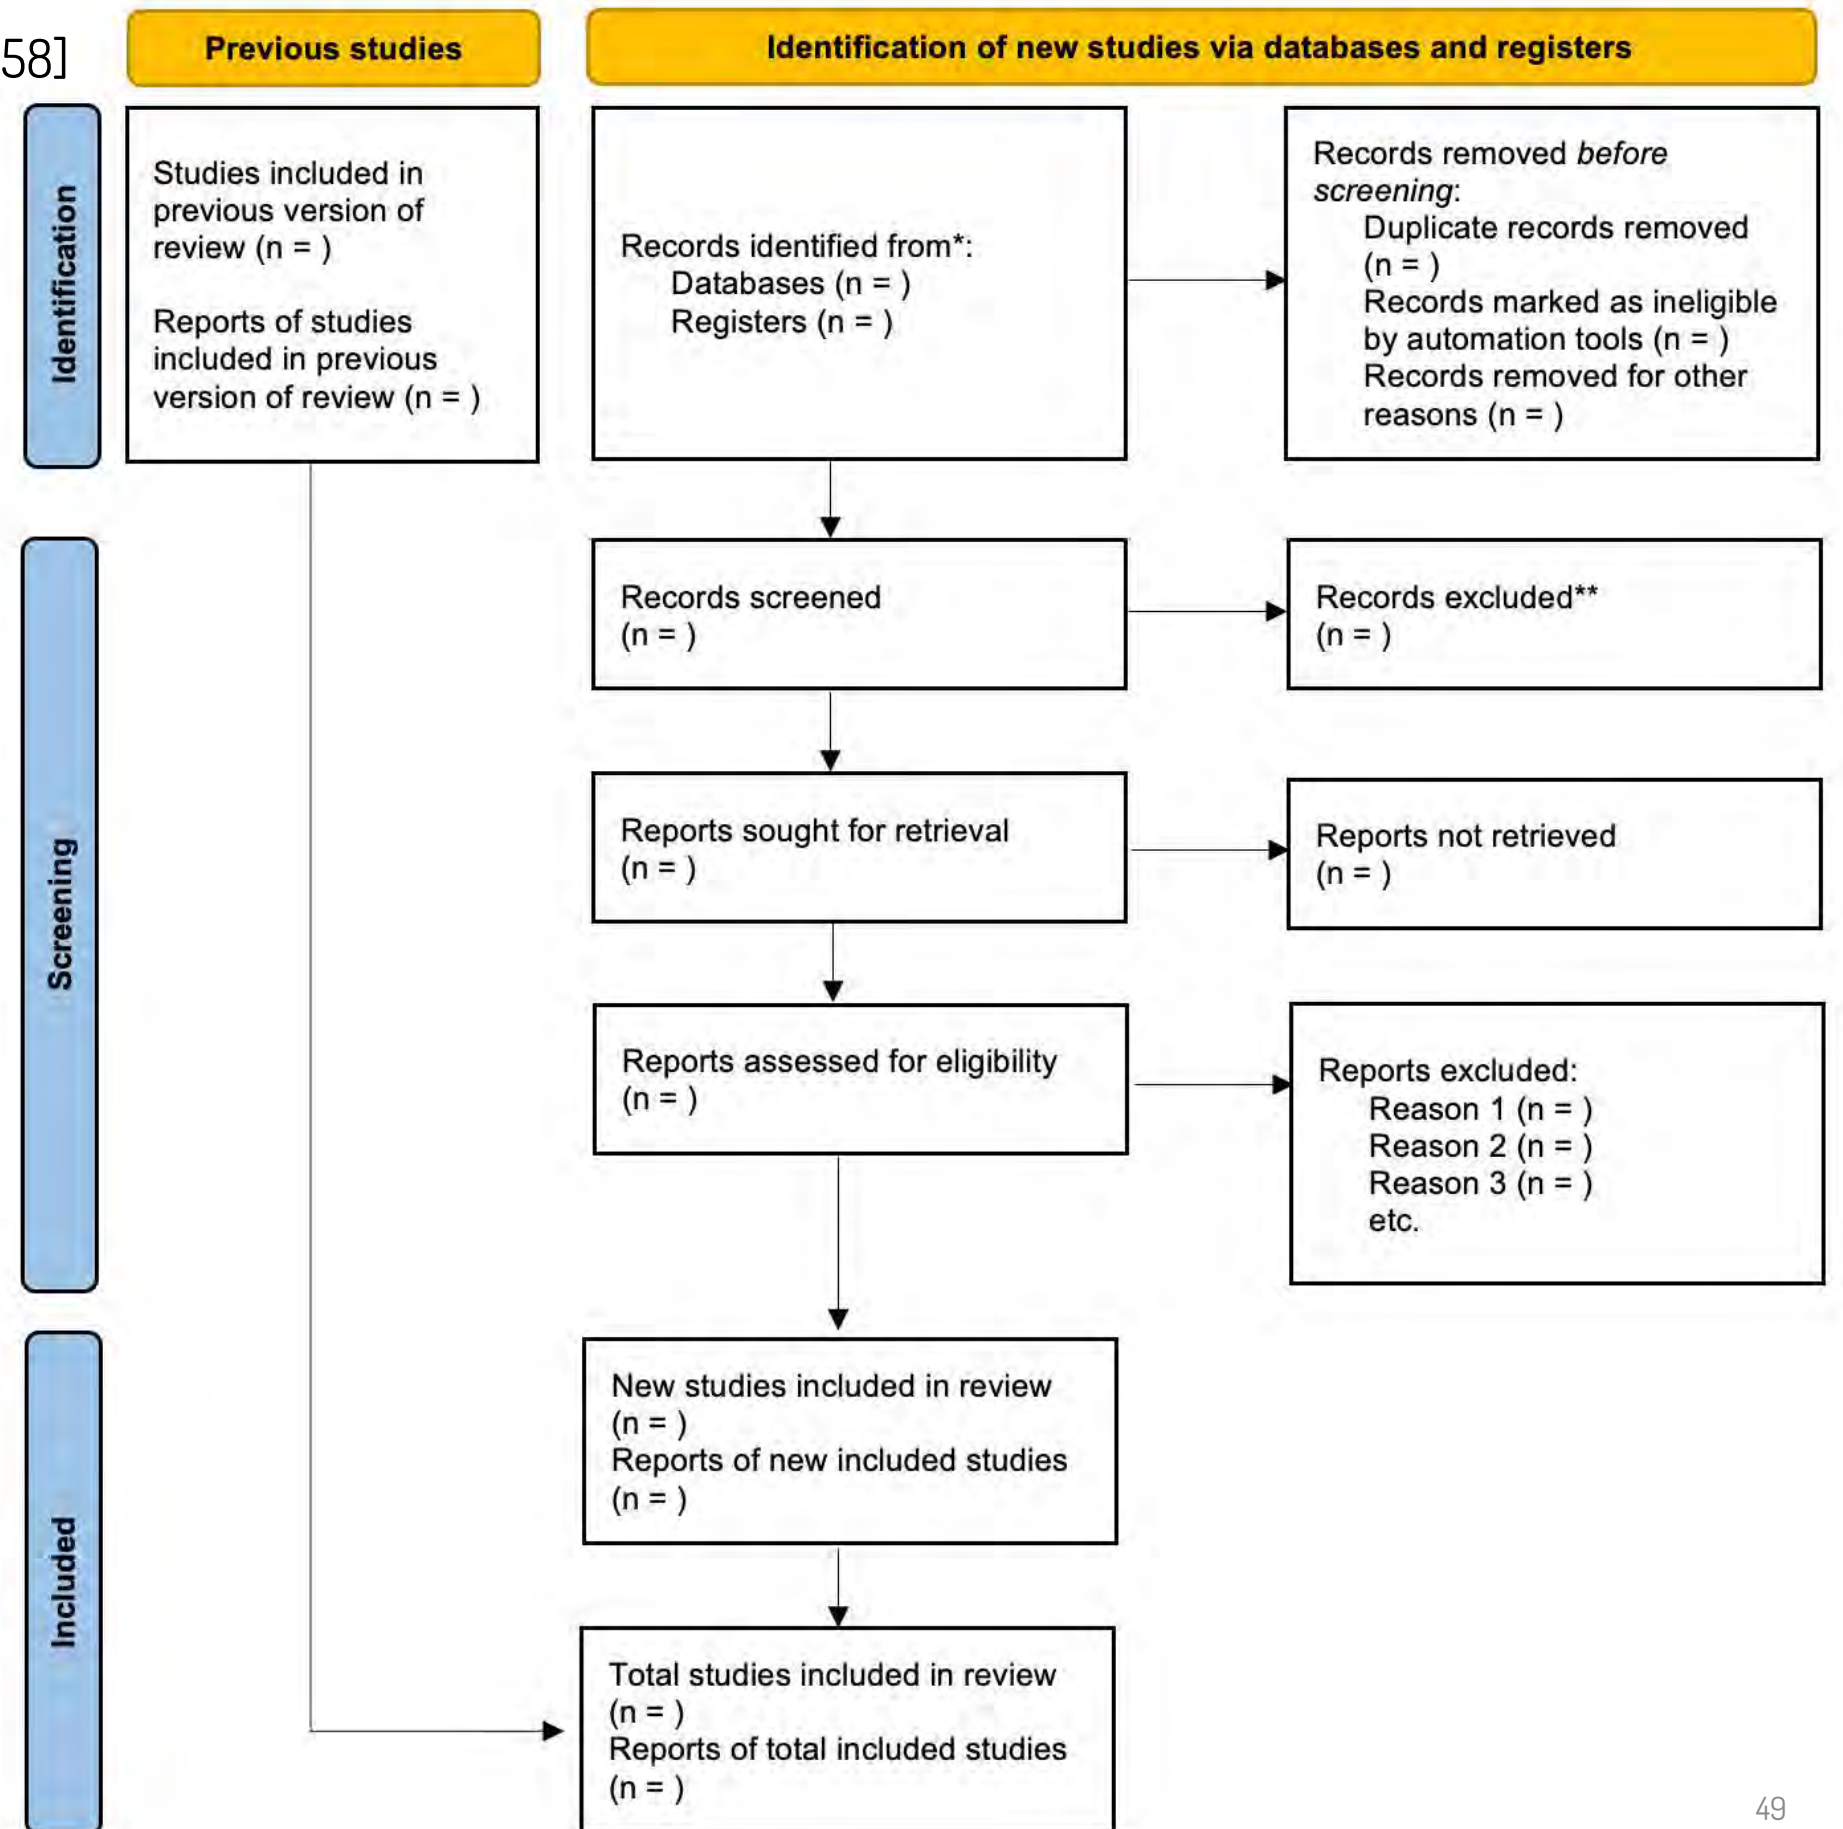 58]
Previous studies
Identification of new studies via databases and registers
Identification
Studies included in
previous version of
review (n = )
Reports of studies
included in previous
version of review (n = )
Records identified from*:
Databases (n = )
Registers (n = )
Records removed before
screening:
Duplicate records removed
(n = )
Records marked as ineligible
by automation tools (n = )
Records removed for other
reasons (n = )
Screening
Records screened
(n = )
Records excluded**
(n = )
Reports sought for retrieval
(n = )
Reports not retrieved
(n = )
Reports assessed for eligibility
(n = )
Reports excluded:
Reason 1 (n = )
Reason 2 (n = )
Reason 3 (n = )
etc.
Included
New studies included in review
(n = )
Reports of new included studies
(n = )
Total studies included in review
(n = )
Reports of total included studies
(n = )
49